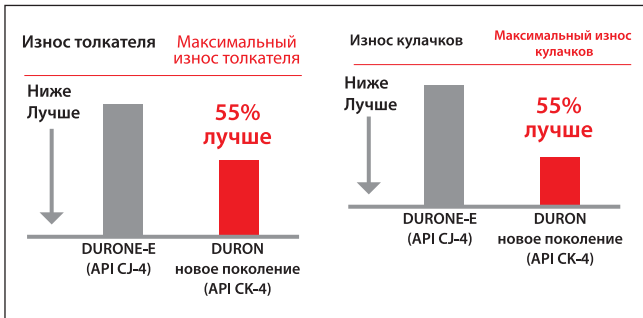 Износ толкателя
Максимальный
износ толкателя
Ниже
Лучше
55%
лучше
DURONE-E
(API CJ-4)
DURON
новое поколение
(API CK-4)
Износ кулачков
Максимальный износ
кулачков
Ниже
Лучше
55%
лучше
DURONE-E
(API CJ-4)
DURON
новое поколение
(API CK-4)